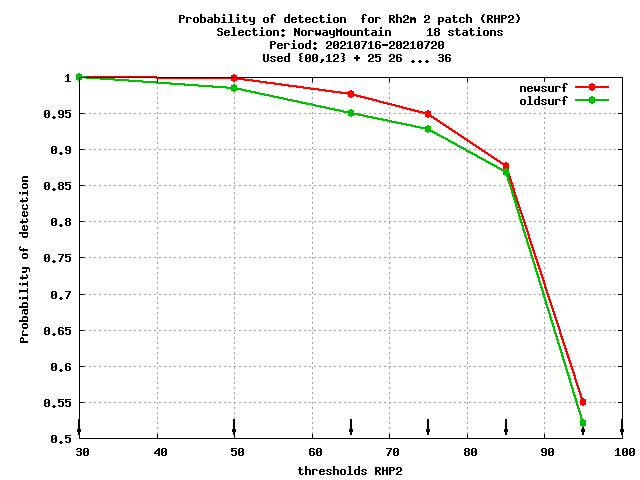 Probability of detection  for Rh2m 2 patch (RHP2)
Selection: NorwayMountain     18 stations
Period: 20210716-20210720
Used {00,12} + 25 26 ... 36
newsurf
oldsurf
1
0.95
0.9
0.85
0.8
0.75
0.7
0.65
0.6
0.55
0.5
Probability of detection
30 40 50 60 70 80 90 100
thresholds RHP2